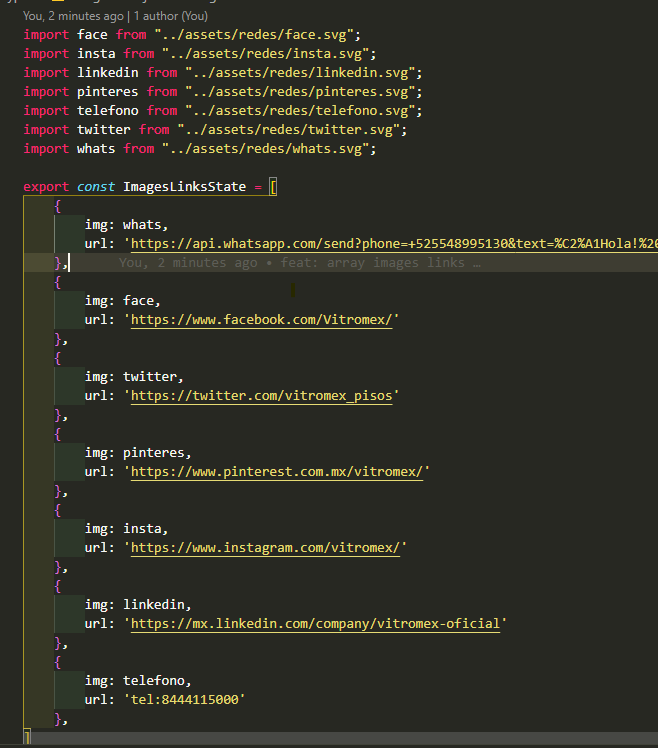 You, 2 minutes ago | 1 author (You)
import face from "../assets/redes/face.svg";
import insta from "../assets/redes/insta.svg";
import linkedin from "../assets/redes/linkedin.svg";
import pinteres from "../assets/redes/pinteres.svg";
import telefono from "../assets/redes/telefono.svg";
import twitter from "../assets/redes/twitter.svg";
import whats from "../assets/redes/whats.svg";
export const ImagesLinksState = [
{
img: whats,
url: 'https://api.whatsapp.com/send?phone=+525548995130&text=%C2%A1Hola!%20
},    You, 2 minutes ago • feat: array images links …
{
img: face,
url: 'https://www.facebook.com/Vitromex/'
},
{
img: twitter,
url: 'https://twitter.com/vitromex_pisos'
},
{
img: pinteres,
url: 'https://www.pinterest.com.mx/vitromex/'
},
{
img: insta,
url: 'https://www.instagram.com/vitromex/'
},
{
img: linkedin,
url: 'https://mx.linkedin.com/company/vitromex-oficial'
},
{
img: telefono,
url: 'tel:8444115000'
},
]